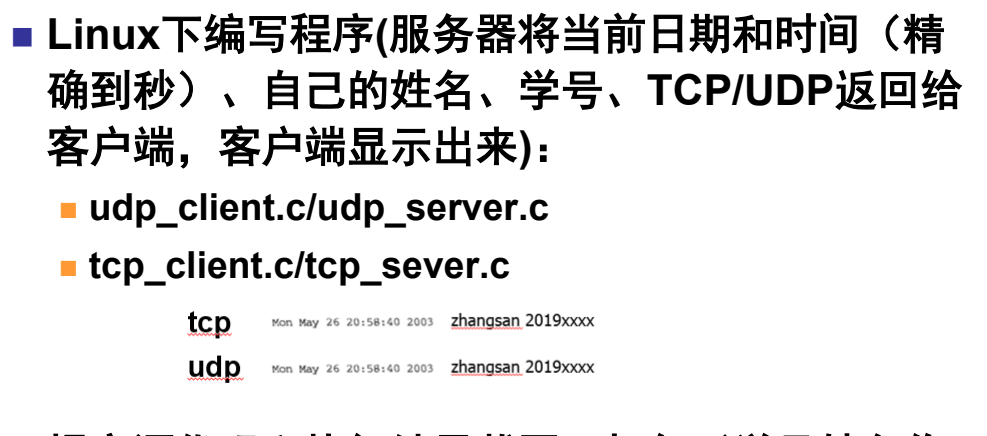 Linux下编写程序(服务器将当前日期和时间（精
确到秒）、自己的姓名、学号、TCP/UDP返回给
客户端，客户端显示出来)：
udp_client.c/udp_server.c
tcp_client.c/tcp_sever.c
tcp Mon May 26 20:58:40 2003 zhangsan 2019xxxx
udp Mon May 26 20:58:40 2003 zhangsan 2019xxxx